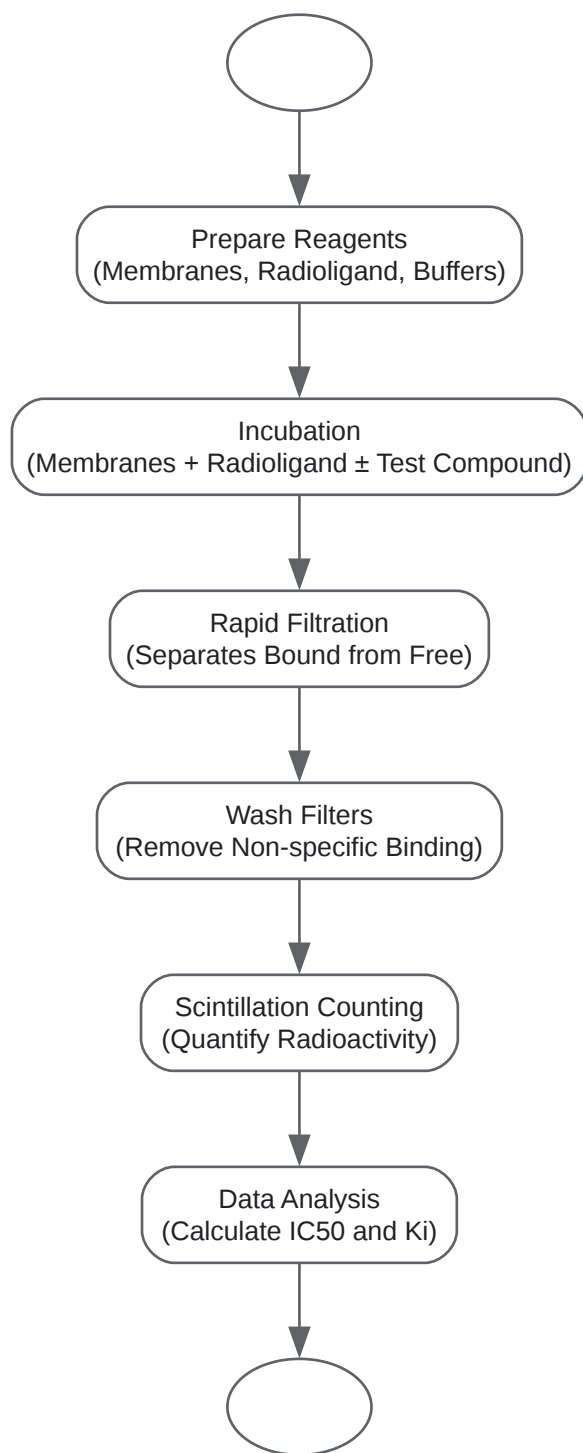 Prepare Reagents
(Membranes, Radioligand, Buffers)
Incubation
(Membranes + Radioligand ± Test Compound)
Rapid Filtration
(Separates Bound from Free)
Wash Filters
(Remove Non-specific Binding)
Scintillation Counting
(Quantify Radioactivity)
Data Analysis
(Calculate IC50 and Ki)